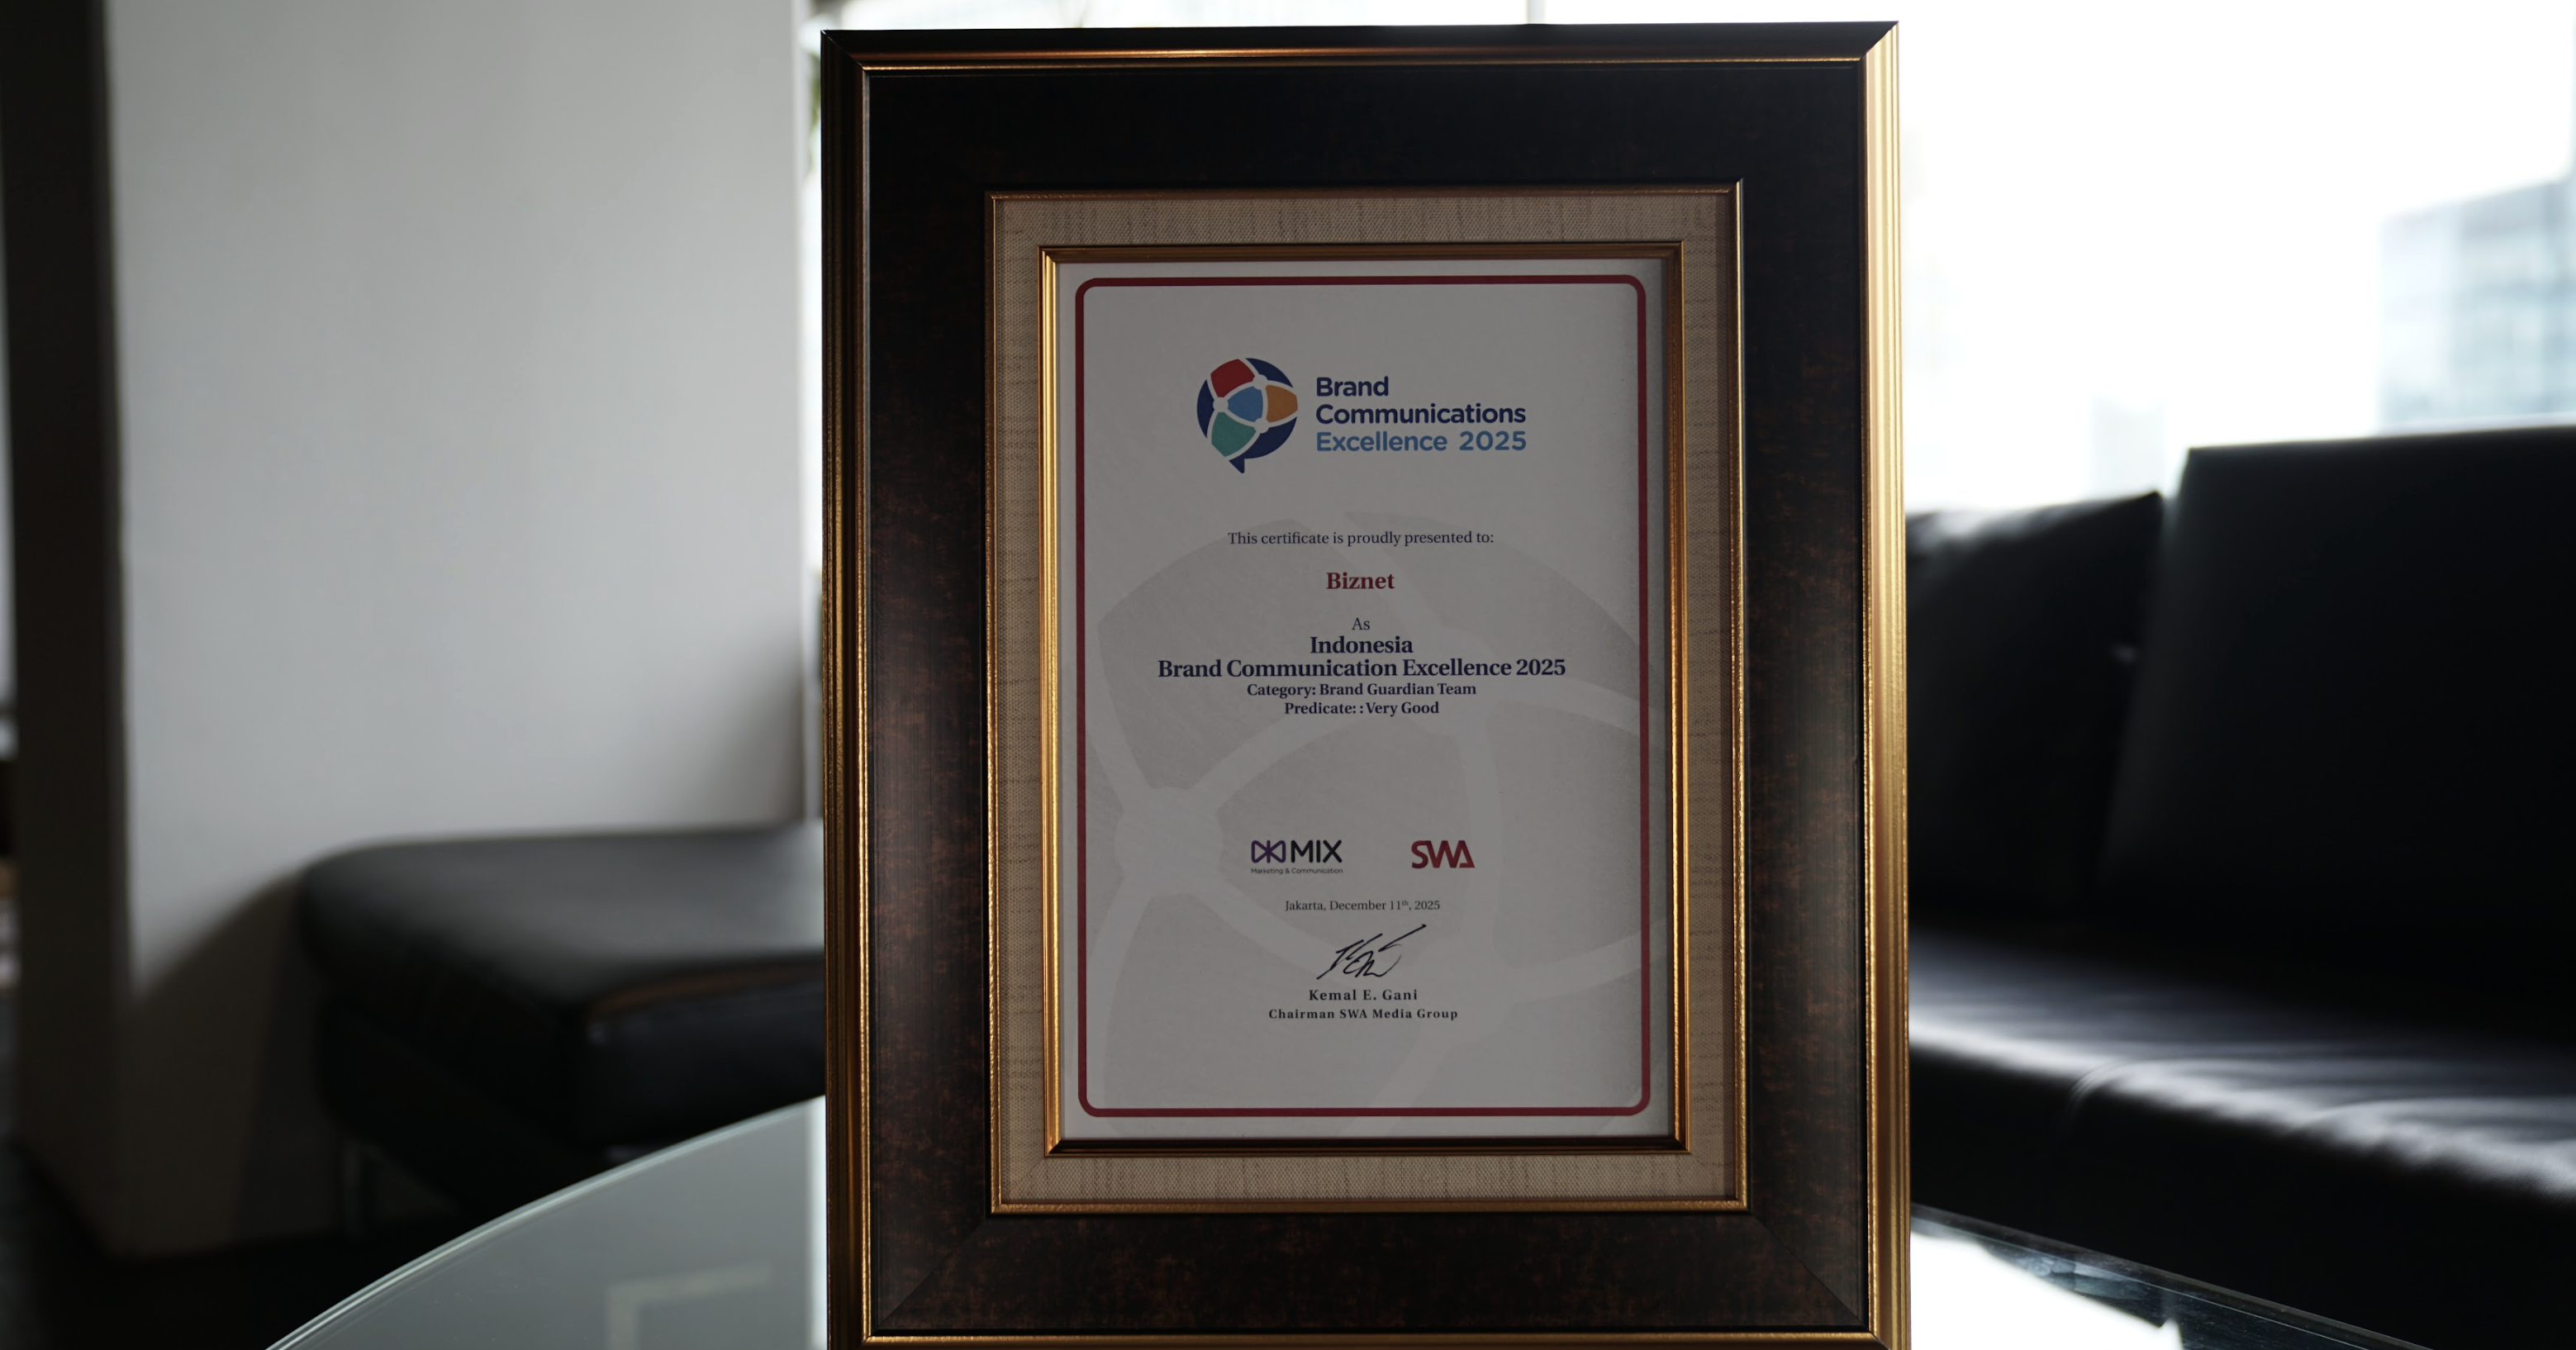 Brand
Communications
Excellence 2025
This certificate is proudly presented to:
Biznet
As
Indonesia
Brand Communication Excellence 2025
Category: Brand Guardian Team
Predicate: : Very Good
MIX
Marketing & Communication
SWA
Jakarta, December 11th, 2025
Kemal E. Gani
Chairman SWA Media Group